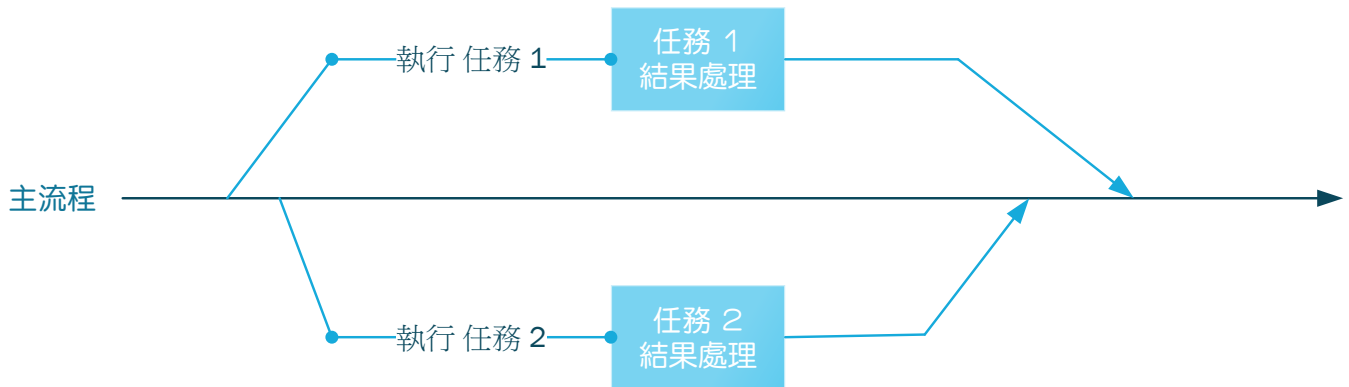 執行 任務 1
任務 1
結果處理
主流程
執行 任務 2
任務 2
結果處理